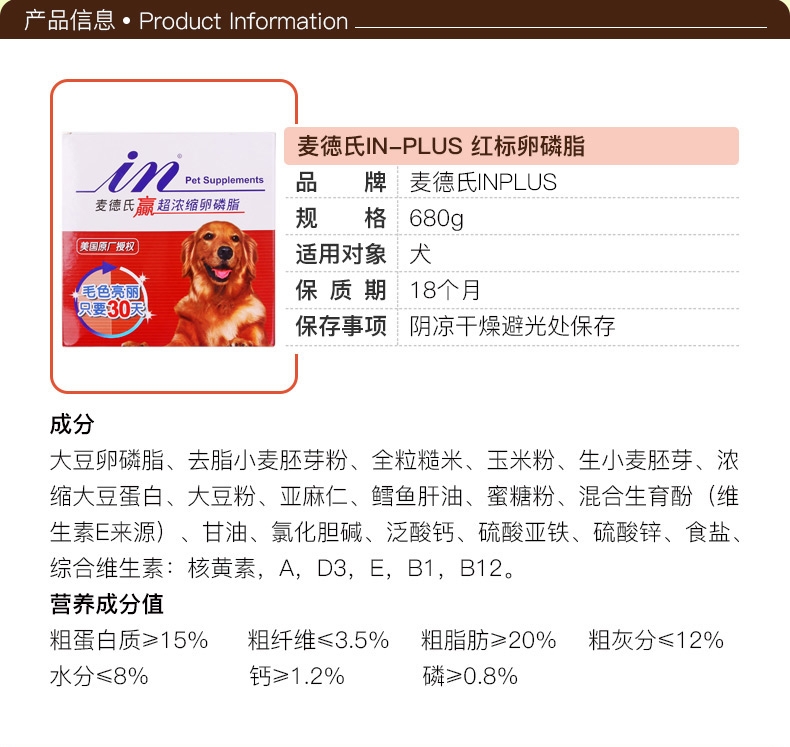 产品信息 • Product Information
in®
Pet Supplements
麦德氏赢超浓缩卵磷脂
美国原厂授权
毛色亮丽
只要30天
麦德氏IN-PLUS 红标卵磷脂
品 牌 麦德氏INPLUS
规 格 680g
适用对象 犬
保 质 期 18个月
保存事项 阴凉干燥避光处保存
成分
大豆卵磷脂、去脂小麦胚芽粉、全粒糙米、玉米粉、生小麦胚芽、浓
缩大豆蛋白、大豆粉、亚麻仁、鳕鱼肝油、蜜糖粉、混合生育酚（维
生素E来源）、甘油、氯化胆碱、泛酸钙、硫酸亚铁、硫酸锌、食盐、
综合维生素：核黄素，A，D3，E，B1，B12。
营养成分值
粗蛋白质≥15% 粗纤维≤3.5% 粗脂肪≥20% 粗灰分≤12%
水分≤8% 钙≥1.2% 磷≥0.8%